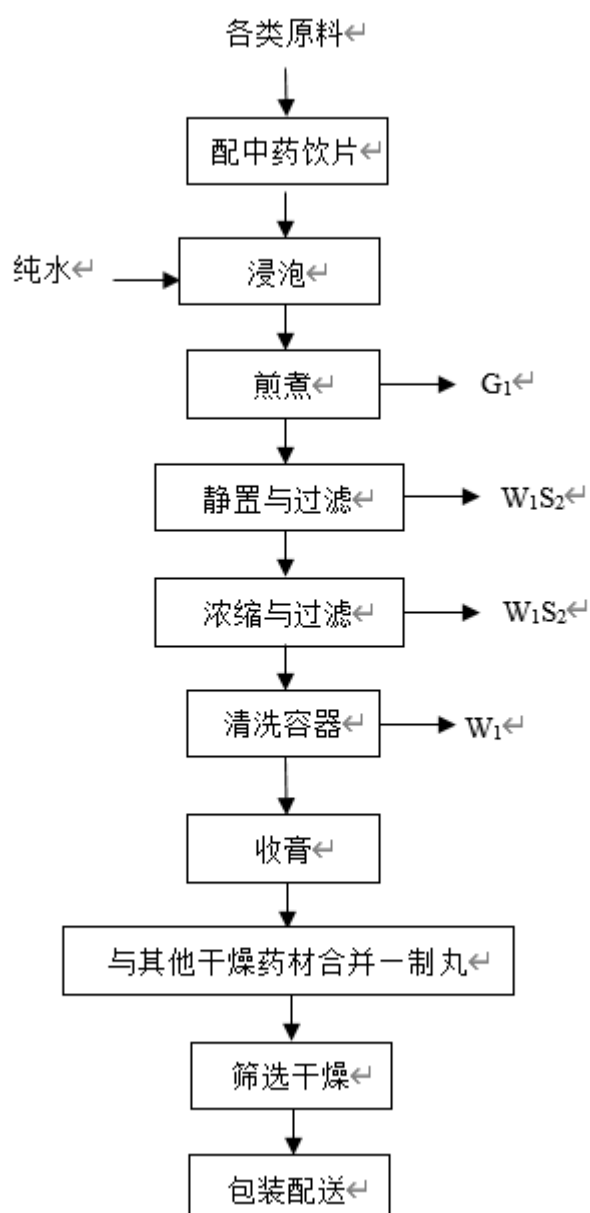 各类原料↵
配中药饮片↵
纯水↵
浸泡↵
煎煮↵
G₁↵
静置与过滤↵
W₁S₂↵
浓缩与过滤↵
W₁S₂↵
清洗容器↵
W₁↵
收膏↵
与其他干燥药材合并一制丸↵
筛选干燥↵
包装配送↵